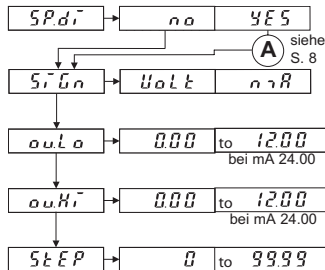 SP.di no YES
A siehe
S. 8
SiGn Volt mA
ou.Lo 0.00 to 12.00
bei mA 24.00
ou.Hi 0.00 to 12.00
bei mA 24.00
StEP 0 to 99.99